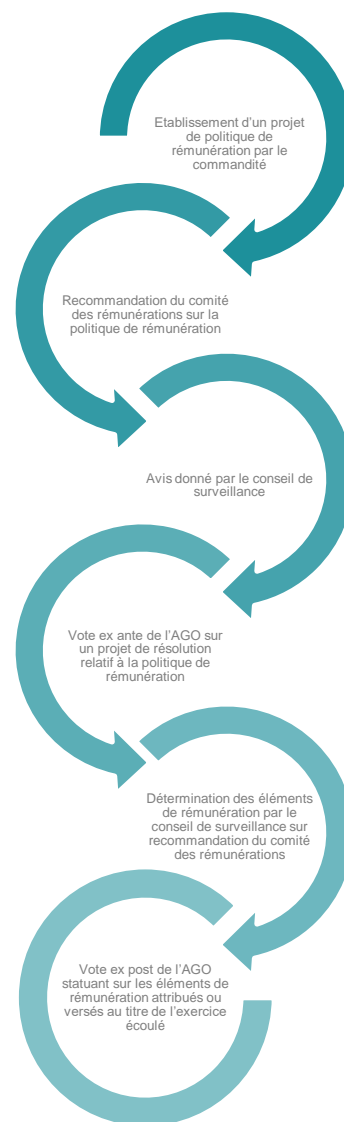 Etablissement d'un projet
de politique de
rémunération par le
commandité
Recommandation du comité
des rémunérations sur la
politique de rémunération
Avis donné par le conseil de
surveillance
Vote ex ante de l'AGO sur
un projet de résolution
relatif à la politique de
rémunération
Détermination des éléments
de rémunération par le
conseil de surveillance sur
recommandation du comité
des rémunérations
Vote ex post de l'AGO
statuant sur les éléments de
rémunération attribués ou
versés au titre de l'exercice
écoulé